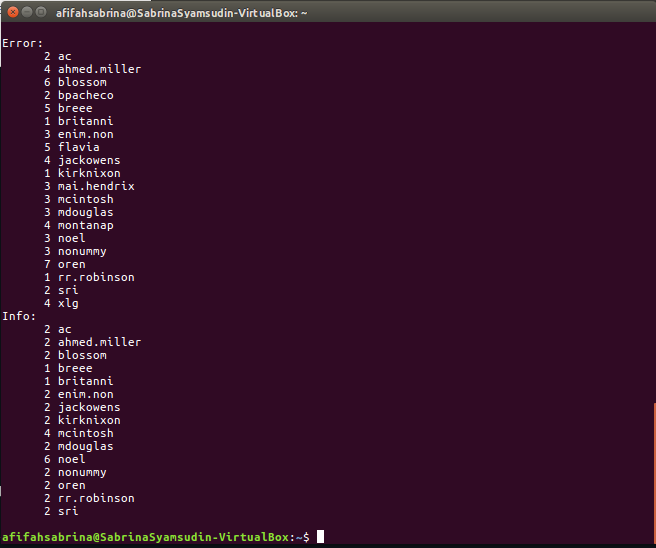 afifahsabrina@SabrinaSyamsudin-VirtualBox: ~
Error:
2 ac
4 ahmed.miller
6 blossom
2 bpacheco
5 breee
1 britanni
3 enim.non
5 flavia
4 jackowens
1 kirknixon
3 mai.hendrix
3 mcintosh
3 mdouglas
4 montanap
3 noel
3 nonummy
7 oren
1 rr.robinson
2 sri
4 xlg
Info:
2 ac
2 ahmed.miller
2 blossom
1 breee
1 britanni
2 enim.non
2 jackowens
2 kirknixon
4 mcintosh
2 mdouglas
6 noel
2 nonummy
2 oren
2 rr.robinson
2 sri
afifahsabrina@SabrinaSyamsudin-VirtualBox:~$